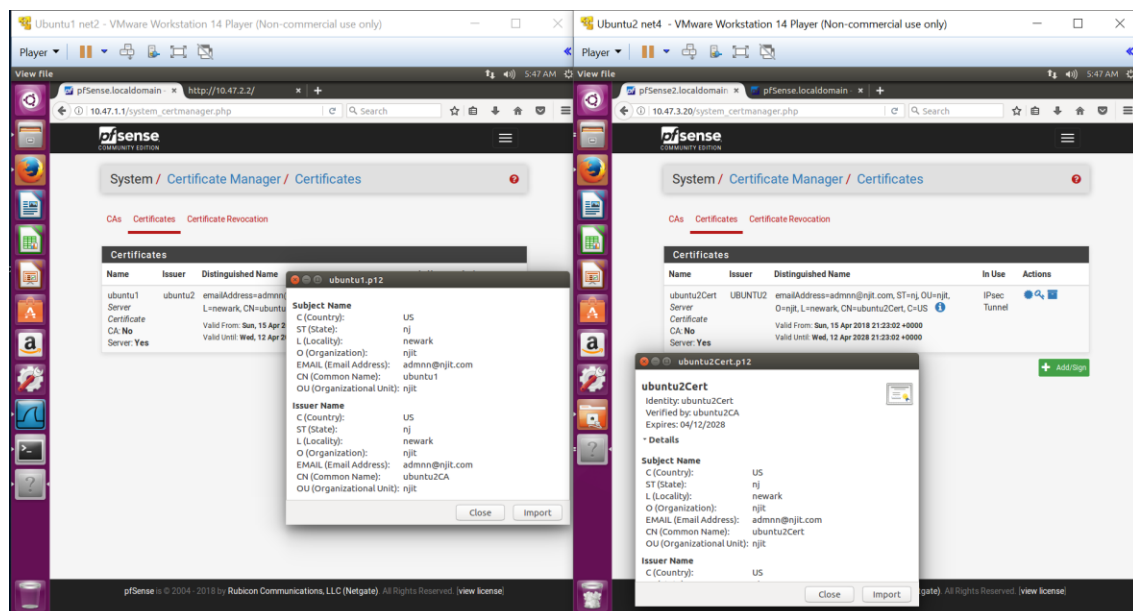 Ubuntu1 net2 - VMware Workstation 14 Player (Non-commercial use only)
Player
View file
5:47 AM
pfSense.localdomain -
http://10.47.2.2/
10.47.1.1/system_certmanager.php
Search
pfsense
COMMUNITY EDITION
System / Certificate Manager / Certificates
CAs Certificates Certificate Revocation
Certificates
Name Issuer Distinguished Name
ubuntu1 ubuntu2 emailAddress=admnn@
Server
Certificate
CA: No
Server: Yes
Valid From: Sun, 15 Apr 2
Valid Until: Wed, 12 Apr 20
ubuntu1.p12
Subject Name
C (Country): US
ST (State): nj
L (Locality): newark
O (Organization): njit
EMAIL (Email Address): admnn@njit.com
CN (Common Name): ubuntu1
OU (Organizational Unit): njit
Issuer Name
C (Country): US
ST (State): nj
L (Locality): newark
O (Organization): njit
EMAIL (Email Address): admnn@njit.com
CN (Common Name): ubuntu2CA
OU (Organizational Unit): njit
Close Import
pfSense is © 2004 - 2018 by Rubicon Communications, LLC (Netgate). All Rights Reserved. [view license]
Ubuntu2 net4 - VMware Workstation 14 Player (Non-commercial use only)
Player
View file
5:47 AM
pfSense2.localdomain
pfSense.localdomain -
10.47.3.20/system_certmanager.php
Search
pfsense
COMMUNITY EDITION
System / Certificate Manager / Certificates
CAs Certificates Certificate Revocation
Certificates
Name Issuer Distinguished Name In Use Actions
ubuntu2Cert UBUNTU2 emailAddress=admnn@njit.com, ST=nj, OU=njit, IPsec
Server O=njit, L=newark, CN=ubuntu2Cert, C=US Tunnel
Certificate
CA: No
Server: Yes
Valid From: Sun, 15 Apr 2018 21:23:02 +0000
Valid Until: Wed, 12 Apr 2028 21:23:02 +0000
Add/Sign
ubuntu2Cert.p12
ubuntu2Cert
Identity: ubuntu2Cert
Verified by: ubuntu2CA
Expires: 04/12/2028
Details
Subject Name
C (Country): US
ST (State): nj
L (Locality): newark
O (Organization): njit
EMAIL (Email Address): admnn@njit.com
CN (Common Name): ubuntu2Cert
OU (Organizational Unit): njit
Issuer Name
C (Country): US
Close Import
gate). All Rights Reserved. [view license]